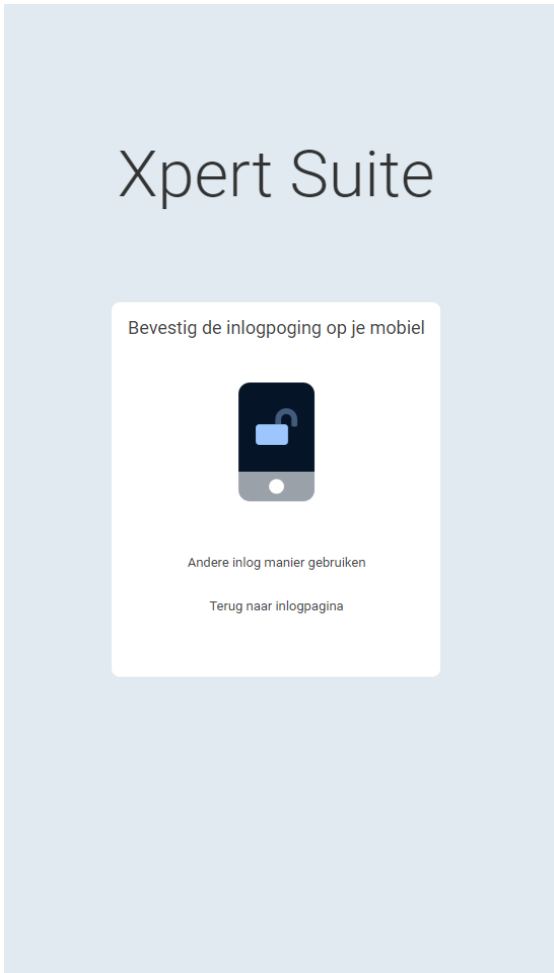 Xpert Suite
Bevestig de inlogpoging op je mobiel
Andere inlog manier gebruiken
Terug naar inlogpagina